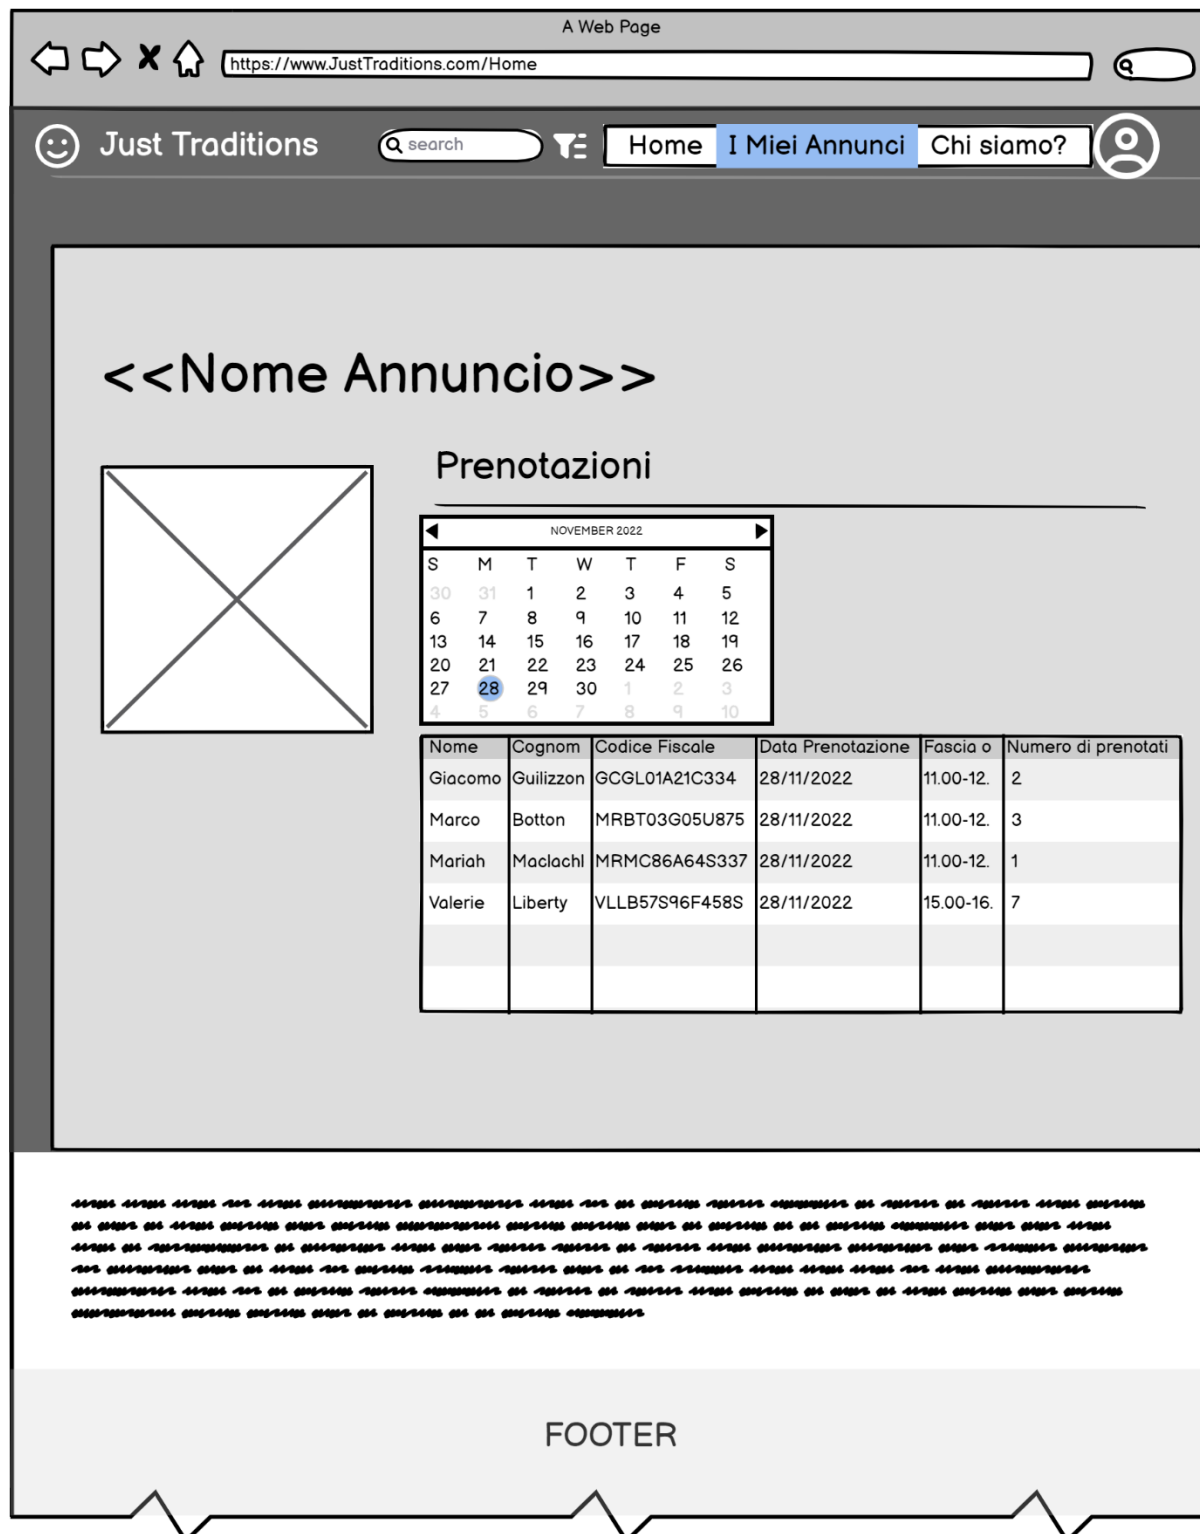 A Web Page
https://www.JustTraditions.com/Home
Just Traditions search Home I Miei Annunci Chi siamo?
<<Nome Annuncio>>
Prenotazioni
NOVEMBER 2022
S M T W T F S
30 31 1 2 3 4 5
6 7 8 9 10 11 12
13 14 15 16 17 18 19
20 21 22 23 24 25 26
27 28 29 30 1 2 3
4 5 6 7 8 9 10
Nome Cognom Codice Fiscale Data Prenotazione Fascia o Numero di prenotati
Giacomo Guilizzon GCGL01A21C334 28/11/2022 11.00-12. 2
Marco Botton MRBT03G05U875 28/11/2022 11.00-12. 3
Mariah Maclachl MRMC86A64S337 28/11/2022 11.00-12. 1
Valerie Liberty VLLB57S96F458S 28/11/2022 15.00-16. 7
FOOTER